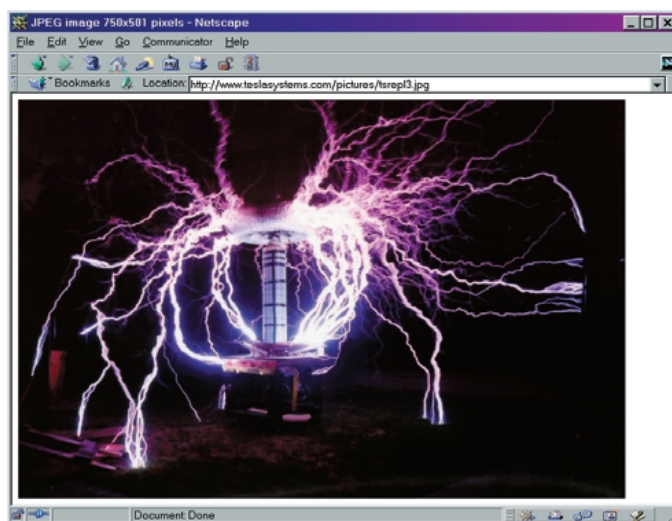 JPEG image 750x501 pixels - Netscape
File Edit View Go Communicator Help
Bookmarks Location: http://www.teslasystems.com/pictures/tsrepl3.jpg
Document: Done